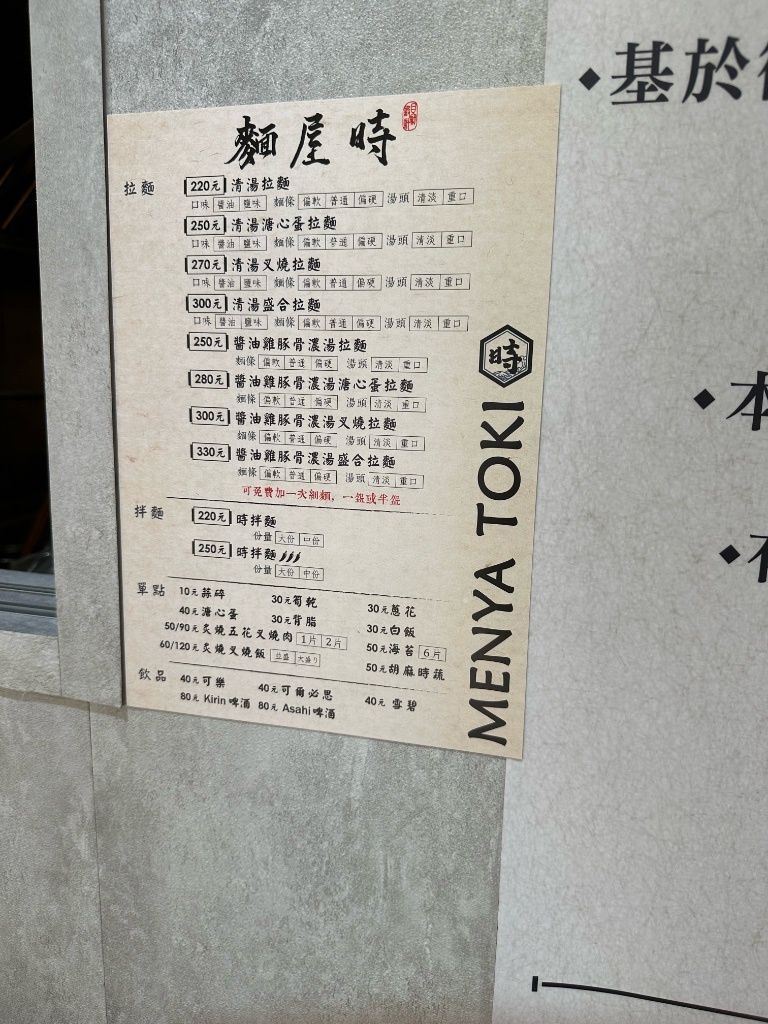 麵屋時
拉麵
220元 清湯拉麵
口味 醬油 鹽味 麵條 偏軟 普通 偏硬 湯頭 清淡 重口
250元 清湯溏心蛋拉麵
口味 醬油 鹽味 麵條 偏軟 普通 偏硬 湯頭 清淡 重口
270元 清湯叉燒拉麵
口味 醬油 鹽味 麵條 偏軟 普通 偏硬 湯頭 清淡 重口
300元 清湯盛合拉麵
口味 醬油 鹽味 麵條 偏軟 普通 偏硬 湯頭 清淡 重口
250元 醬油雞豚骨濃湯拉麵
麵條 偏軟 普通 偏硬 湯頭 清淡 重口
280元 醬油雞豚骨濃湯溏心蛋拉麵
麵條 偏軟 普通 偏硬 湯頭 清淡 重口
300元 醬油雞豚骨濃湯叉燒拉麵
麵條 偏軟 普通 偏硬 湯頭 清淡 重口
330元 醬油雞豚骨濃湯盛合拉麵
麵條 偏軟 普通 偏硬 湯頭 清淡 重口
可免費加一次細麵，一盤或半盤
拌麵
220元 時拌麵
份量 大份 中份
250元 時拌麵
份量 大份 中份
單點
10元 蒜碎 30元 筍乾 30元 蔥花
40元 溏心蛋 30元 背脂 30元 白飯
50/90元 炙燒五花叉燒肉 1片 2片 50元 海苔 6片
60/120元 炙燒叉燒飯 並盛 大盛り 50元 胡麻時蔬
飲品
40元 可樂 40元 可爾必思 40元 雪碧
80元 Kirin 啤酒 80元 Asahi 啤酒
時
MENYA TOKI
基於
本